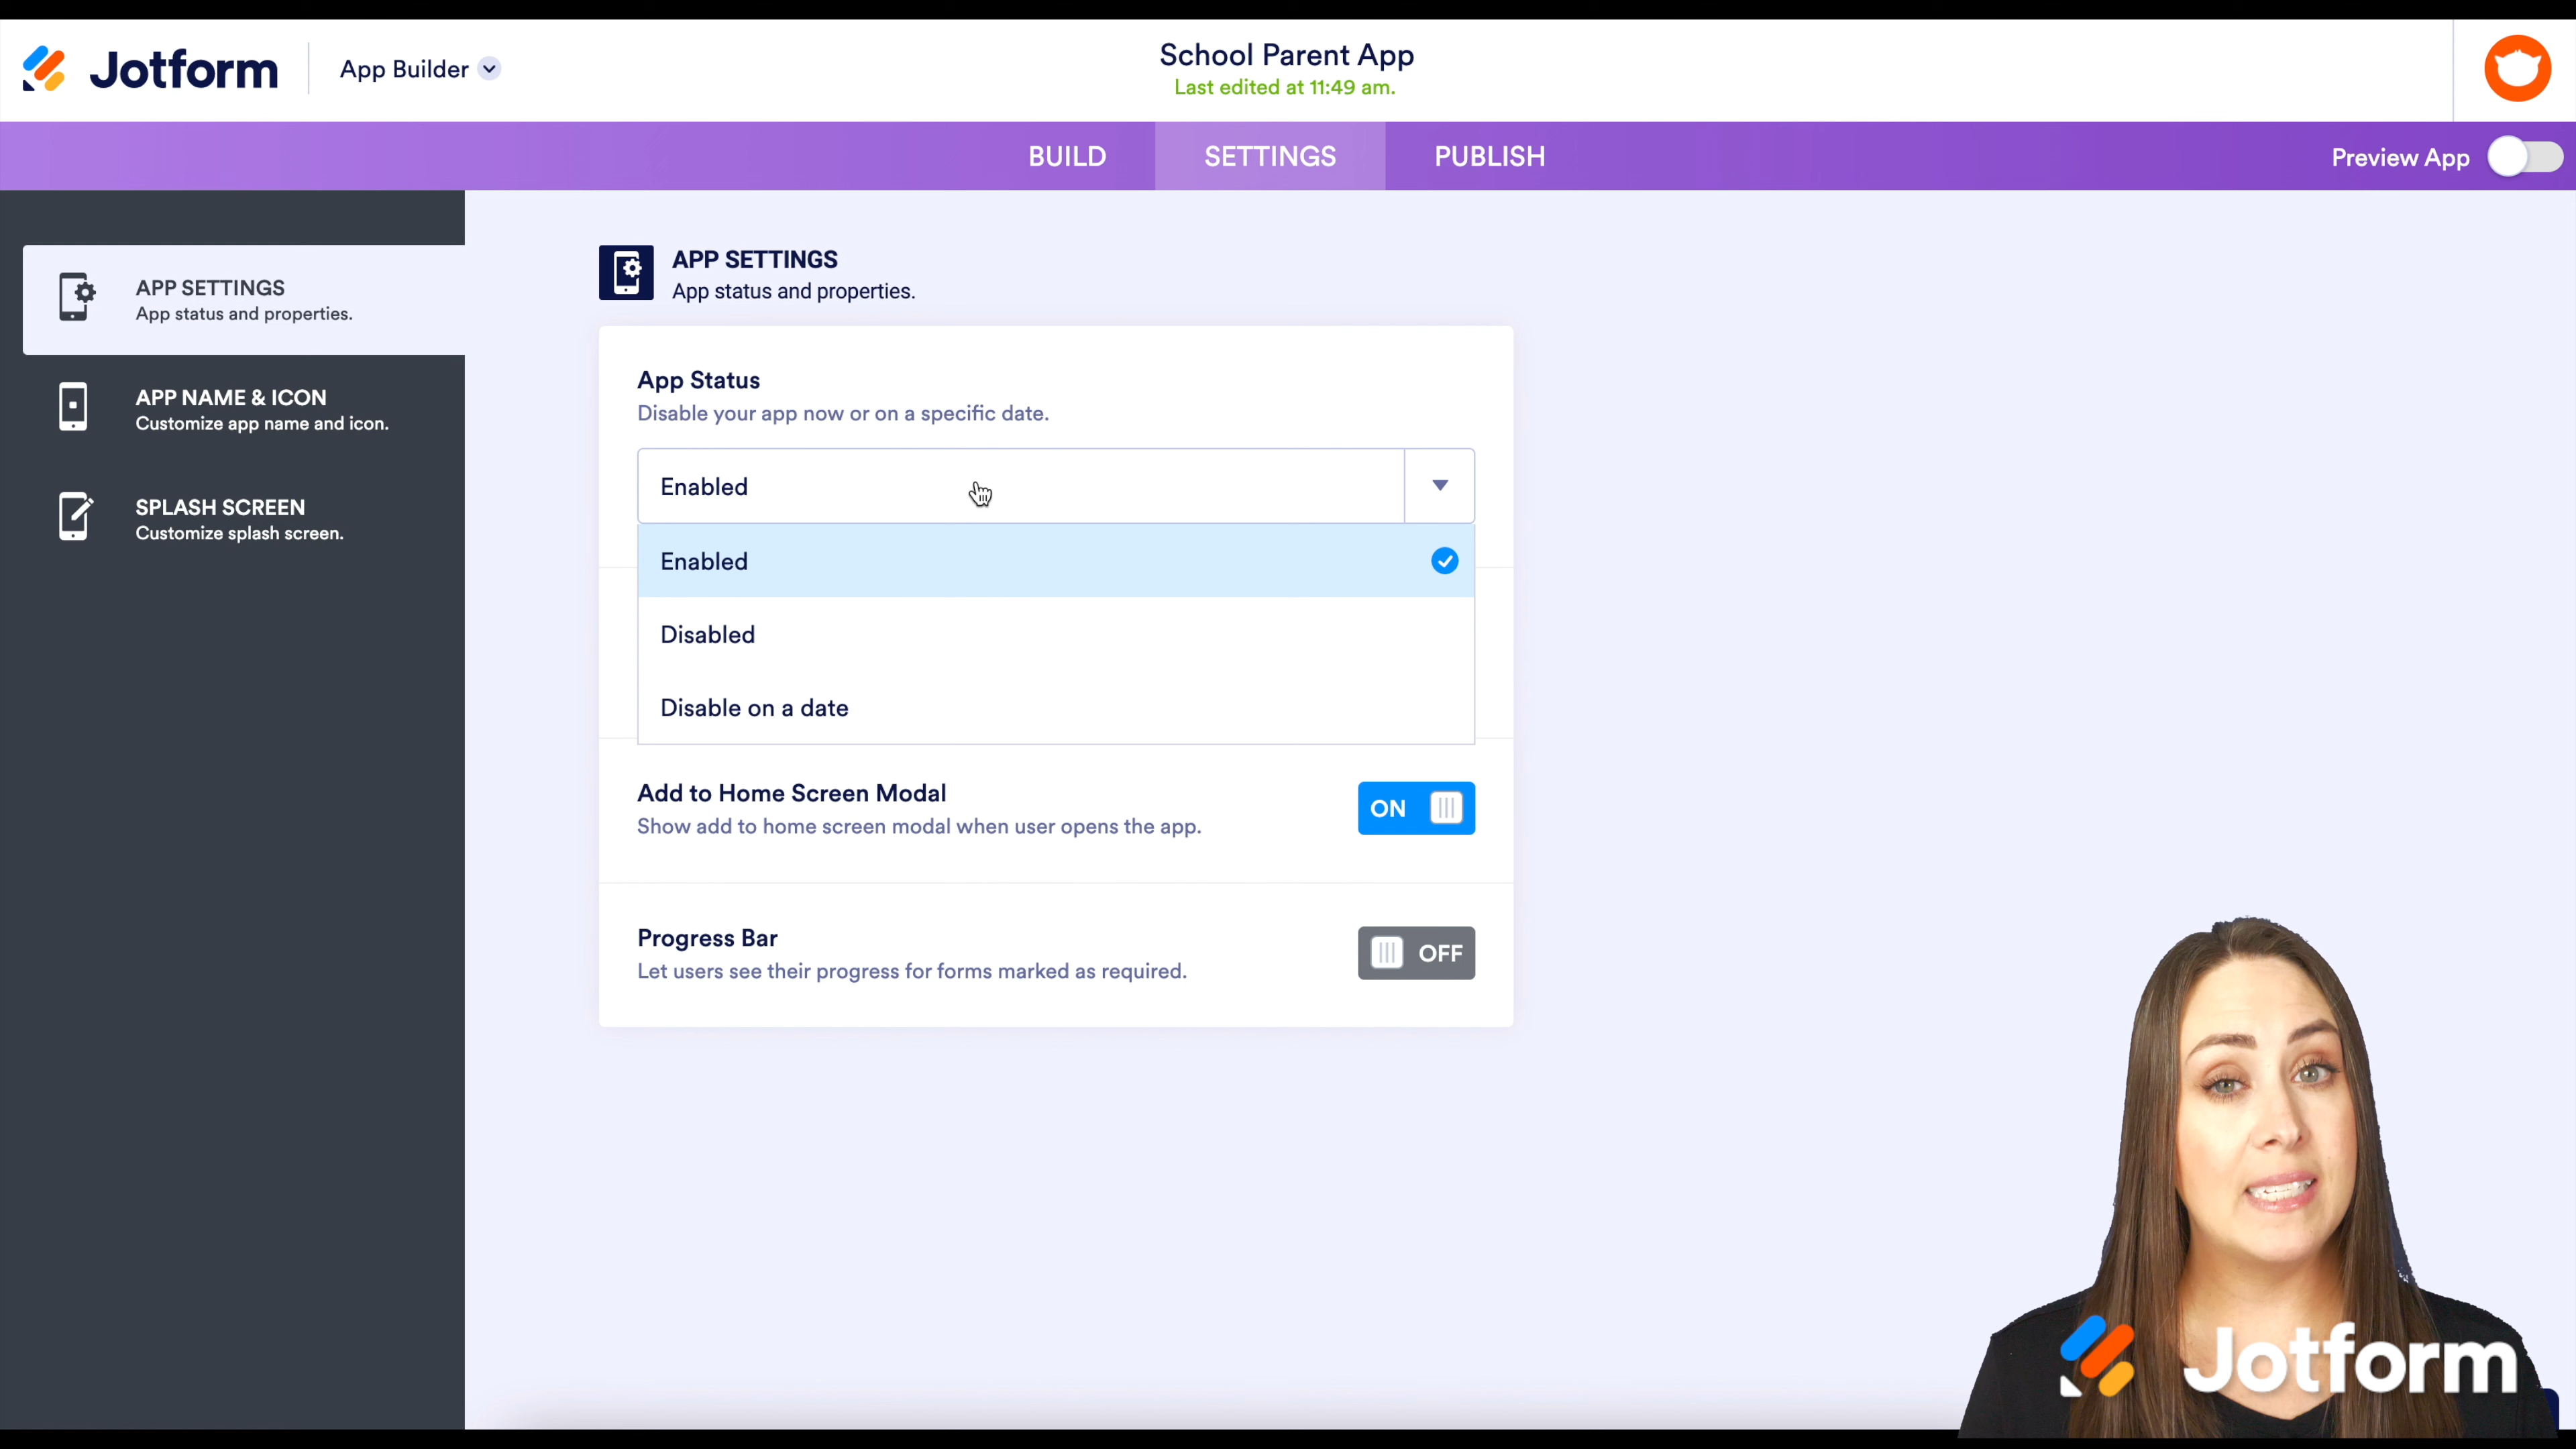 Jotform
App Builder
School Parent App
Last edited at 11:49 am.
BUILD
SETTINGS
PUBLISH
Preview App
APP SETTINGS
App status and properties.
APP NAME & ICON
Customize app name and icon.
SPLASH SCREEN
Customize splash screen.
APP SETTINGS
App status and properties.
App Status
Disable your app now or on a specific date.
Enabled
Enabled
Disabled
Disable on a date
Add to Home Screen Modal
Show add to home screen modal when user opens the app.
ON
Progress Bar
Let users see their progress for forms marked as required.
OFF
Jotform